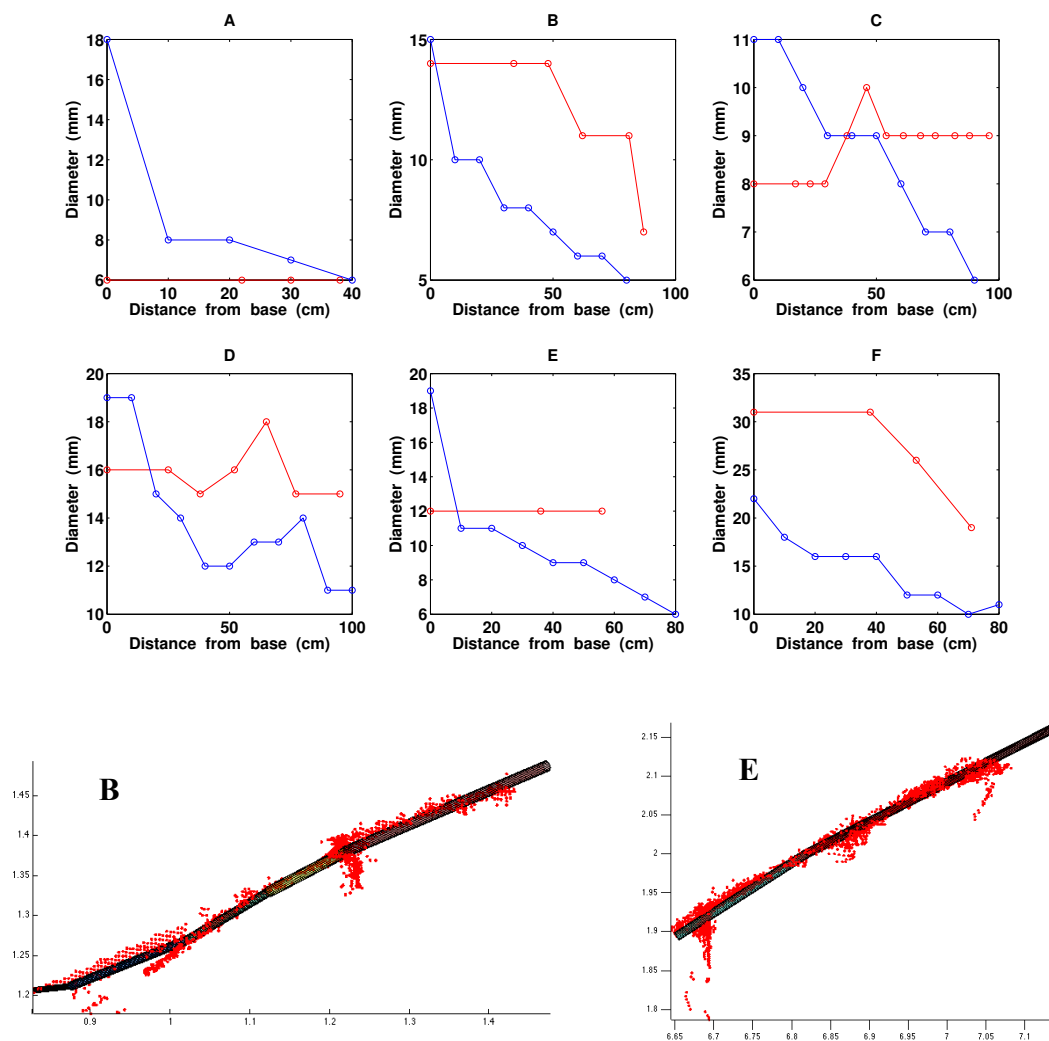 A
18
16
14
12
10
8
6
0 10 20 30 40
Diameter (mm)
Distance from base (cm)
B
15
10
5
0 50 100
Diameter (mm)
Distance from base (cm)
C
11
10
9
8
7
6
0 50 100
Diameter (mm)
Distance from base (cm)
D
20
18
16
14
12
10
0 50 100
Diameter (mm)
Distance from base (cm)
E
20
18
16
14
12
10
8
6
0 20 40 60 80
Diameter (mm)
Distance from base (cm)
F
35
30
25
20
15
10
0 20 40 60 80
Diameter (mm)
Distance from base (cm)
B
1.45
1.4
1.35
1.3
1.25
1.2
0.9 1 1.1 1.2 1.3 1.4
E
2.15
2.1
2.05
2
1.95
1.9
1.85
1.8
6.65 6.7 6.75 6.8 6.85 6.9 6.95 7 7.05 7.1